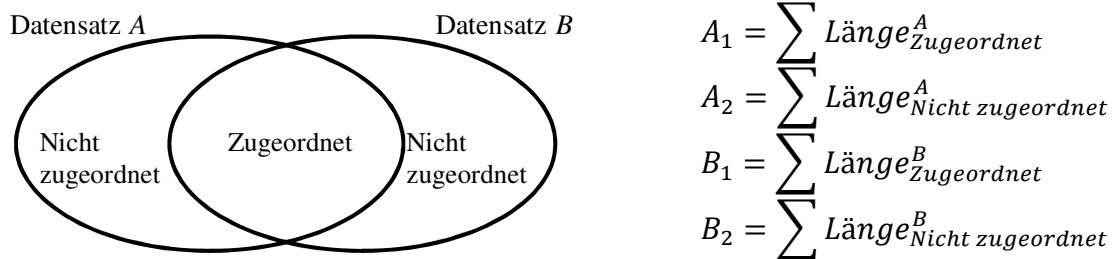 Datensatz A
Datensatz B
Nicht
zugeordnet
Zugeordnet
Nicht
zugeordnet
A₁ = ∑ Länge^A_Zugeordnet
A₂ = ∑ Länge^A_Nicht zugeordnet
B₁ = ∑ Länge^B_Zugeordnet
B₂ = ∑ Länge^B_Nicht zugeordnet